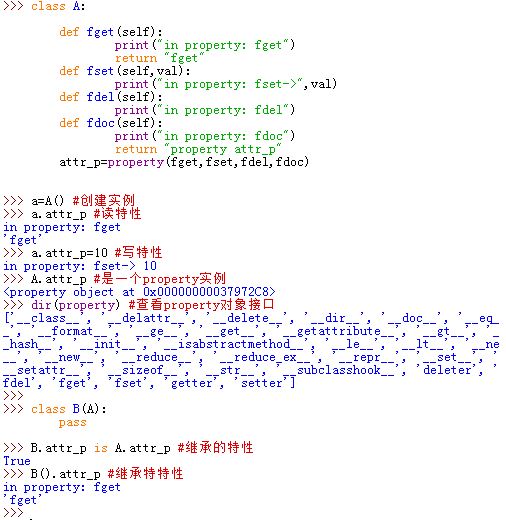 >>> class A:
def fget(self):
print("in property: fget")
return "fget"
def fset(self,val):
print("in property: fset->",val)
def fdel(self):
print("in property: fdel")
def fdoc(self):
print("in property: fdoc")
return "property attr_p"
attr_p=property(fget,fset,fdel,fdoc)
>>> a=A() #创建实例
>>> a.attr_p #读特性
in property: fget
'fget'
>>> a.attr_p=10 #写特性
in property: fset-> 10
>>> A.attr_p #是一个property实例
<property object at 0x00000000037972C8>
>>> dir(property) #查看property对象接口
['__class__', '__delattr__', '__delete__', '__dir__', '__doc__', '__eq__', '__format__', '__ge__', '__get__', '__getattribute__', '__gt__', '_
_hash__', '__init__', '__isabstractmethod__', '__le__', '__lt__', '__ne
__', '__new__', '__reduce__', '__reduce_ex__', '__repr__', '__set__', '
__setattr__', '__sizeof__', '__str__', '__subclasshook__', 'deleter', '
fdel', 'fget', 'fset', 'getter', 'setter']
>>>
>>> class B(A):
pass
>>> B.attr_p is A.attr_p #继承的特性
True
>>> B().attr_p #继承特特性
in property: fget
'fget'
>>>